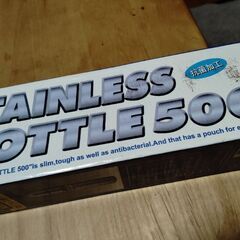 抗菌加工
TAINLESS
OTTLE 500
TTLE 500"is slim,tough as well as antibacterial.And that has a pouch for